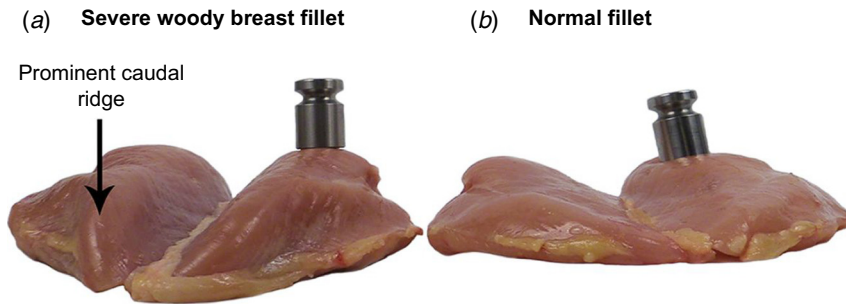 (a) Severe woody breast fillet
(b) Normal fillet
Prominent caudal
ridge